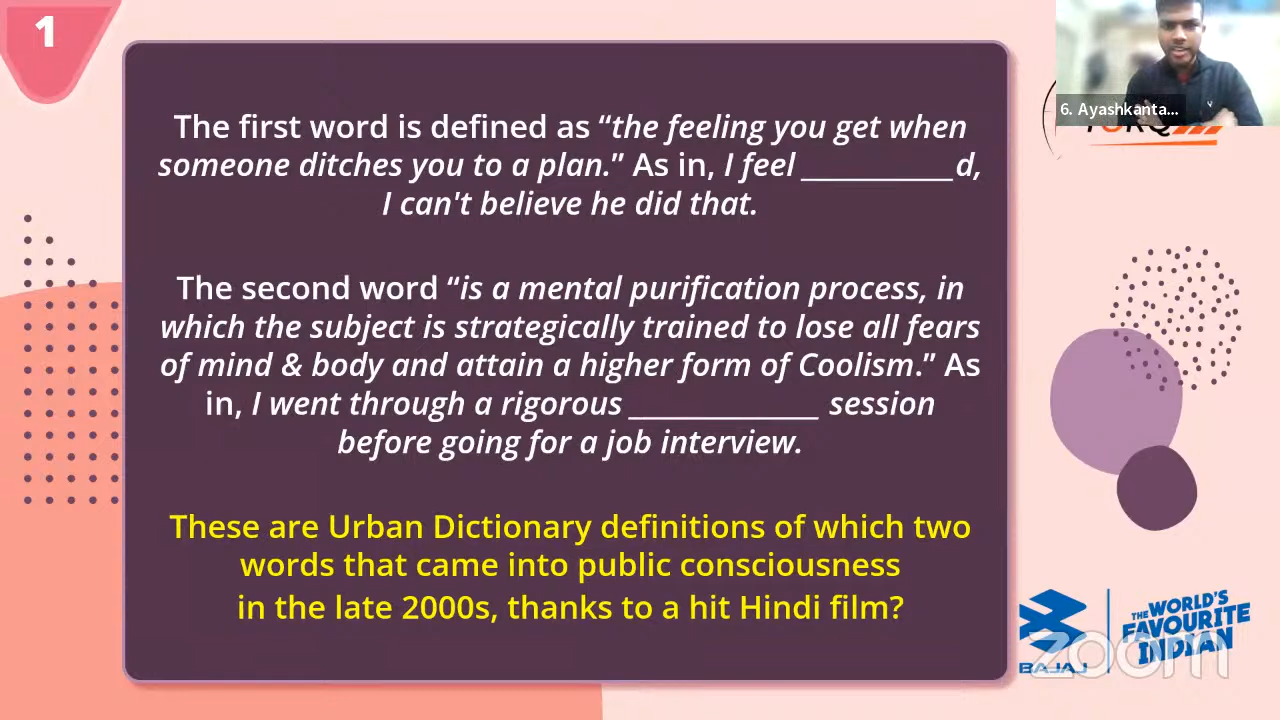 1
The first word is defined as “the feeling you get when
someone ditches you to a plan.” As in, I feel ___________d,
I can't believe he did that.
The second word “is a mental purification process, in
which the subject is strategically trained to lose all fears
of mind & body and attain a higher form of Coolism.” As
in, I went through a rigorous ______________ session
before going for a job interview.
These are Urban Dictionary definitions of which two
words that came into public consciousness
in the late 2000s, thanks to a hit Hindi film?
6. Ayashkanta...
BAJAJ
THE WORLD'S
FAVOURITE
INDIAN
zoom